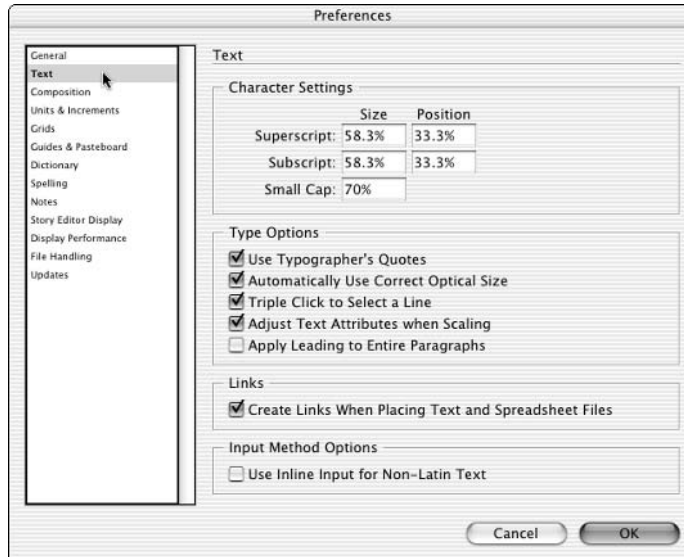 Preferences
General
Text
Composition
Units & Increments
Grids
Guides & Pasteboard
Dictionary
Spelling
Notes
Story Editor Display
Display Performance
File Handling
Updates
Text
Character Settings
Size Position
Superscript: 58.3% 33.3%
Subscript: 58.3% 33.3%
Small Cap: 70%
Type Options
Use Typographer's Quotes
Automatically Use Correct Optical Size
Triple Click to Select a Line
Adjust Text Attributes when Scaling
Apply Leading to Entire Paragraphs
Links
Create Links When Placing Text and Spreadsheet Files
Input Method Options
Use Inline Input for Non-Latin Text
Cancel OK